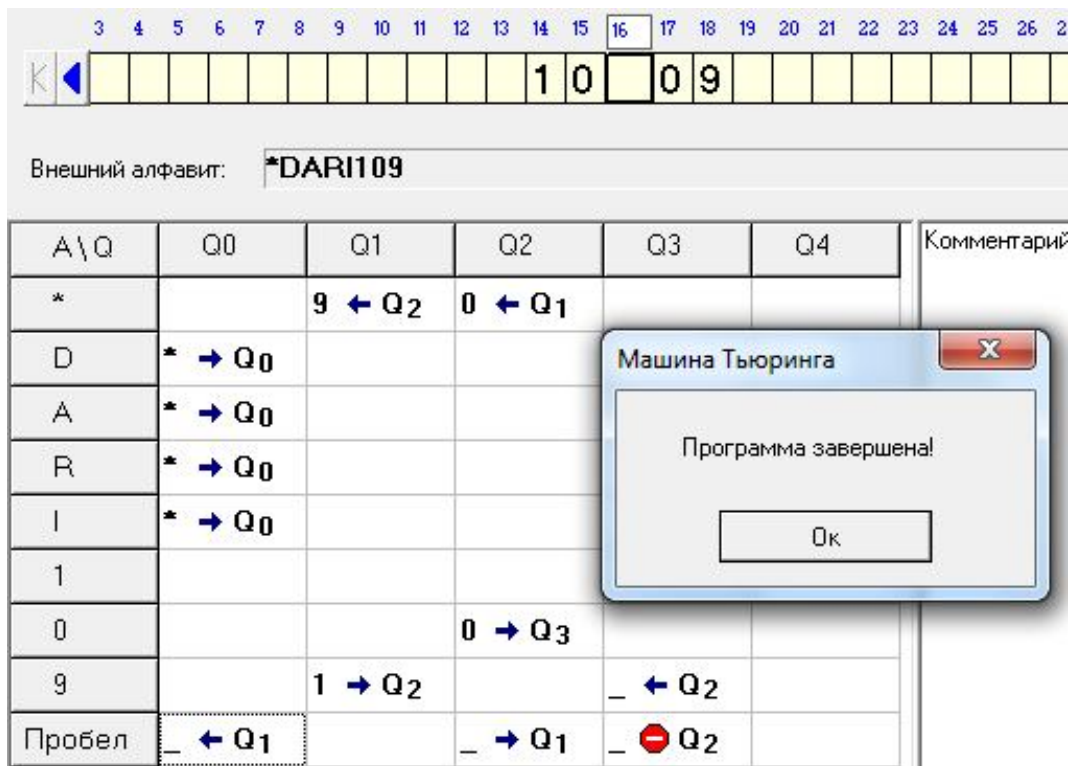 3 4 5 6 7 8 9 10 11 12 13 14 15 16 17 18 19 20 21 22 23 24 25 26 2
K 1 0 0 9
Внешний алфавит: *DARI109
A\Q Q0 Q1 Q2 Q3 Q4 Комментарий
* 9 ← Q2 0 ← Q1
D * → Q0
A * → Q0
R * → Q0
I * → Q0
1
0 0 → Q3
9 1 → Q2 _ ← Q2
Пробел _ ← Q1 _ → Q1 _ Q2
Машина Тьюринга
Программа завершена!
Ок